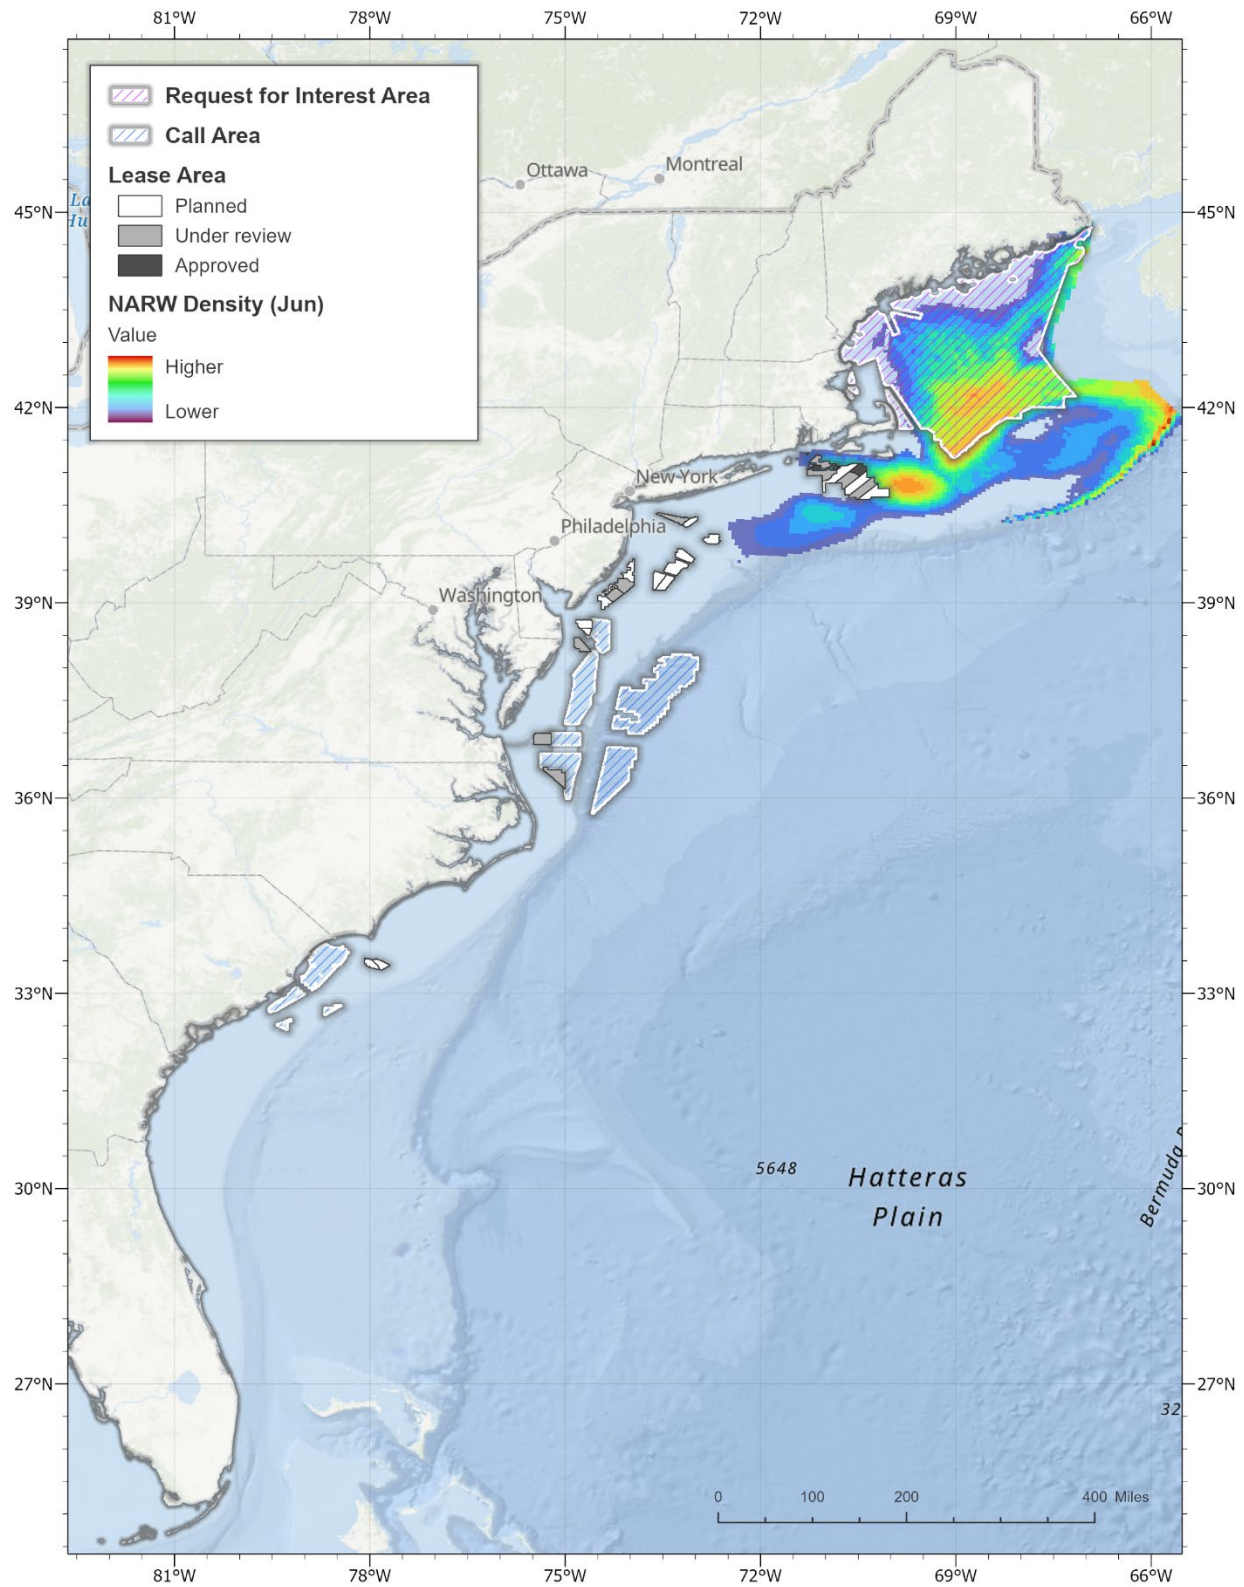 81°W 78°W 75°W 72°W 69°W 66°W
Request for Interest Area
Call Area
Lease Area
Planned
Under review
Approved
NARW Density (Jun)
Value
Higher
Lower
Ottawa
Montreal
La
Hu
45°N 45°N
42°N 42°N
New York
Philadelphia
Washington
39°N 39°N
36°N 36°N
33°N 33°N
5648
Hatteras
Plain
Bermuda
30°N 30°N
27°N 27°N
32
0 100 200 400 Miles
81°W 78°W 75°W 72°W 69°W 66°W